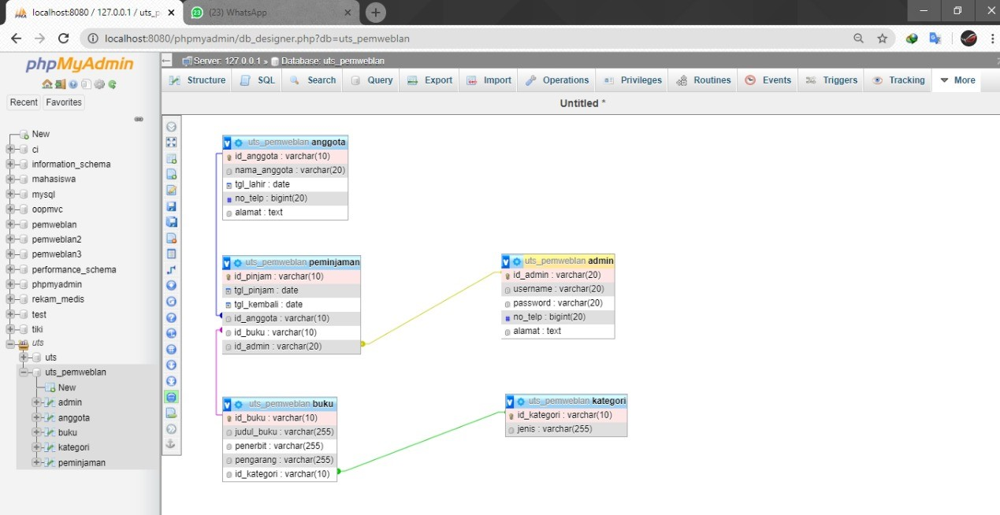 localhost:8080 / 127.0.0.1 / uts_p
(23) WhatsApp
localhost:8080/phpmyadmin/db_designer.php?db=uts_pemweblan
phpMyAdmin
Recent
Favorites
New
ci
information_schema
mahasiswa
mysql
oopmvc
pemweblan
pemweblan2
pemweblan3
performance_schema
phpmyadmin
rekam_medis
test
tiki
uts
uts
uts_pemweblan
New
admin
anggota
buku
kategori
peminjaman
Server: 127.0.0.1 » Database: uts_pemweblan
Structure SQL Search Query Export Import Operations Privileges Routines Events Triggers Tracking More
Untitled *
uts_pemweblan anggota
id_anggota : varchar(10)
nama_anggota : varchar(20)
tgl_lahir : date
no_telp : bigint(20)
alamat : text
uts_pemweblan peminjaman
id_pinjam : varchar(10)
tgl_pinjam : date
tgl_kembali : date
id_anggota : varchar(10)
id_buku : varchar(10)
id_admin : varchar(20)
uts_pemweblan admin
id_admin : varchar(20)
username : varchar(20)
password : varchar(20)
no_telp : bigint(20)
alamat : text
uts_pemweblan buku
id_buku : varchar(10)
judul_buku : varchar(255)
penerbit : varchar(255)
pengarang : varchar(255)
id_kategori : varchar(10)
uts_pemweblan kategori
id_kategori : varchar(10)
jenis : varchar(255)